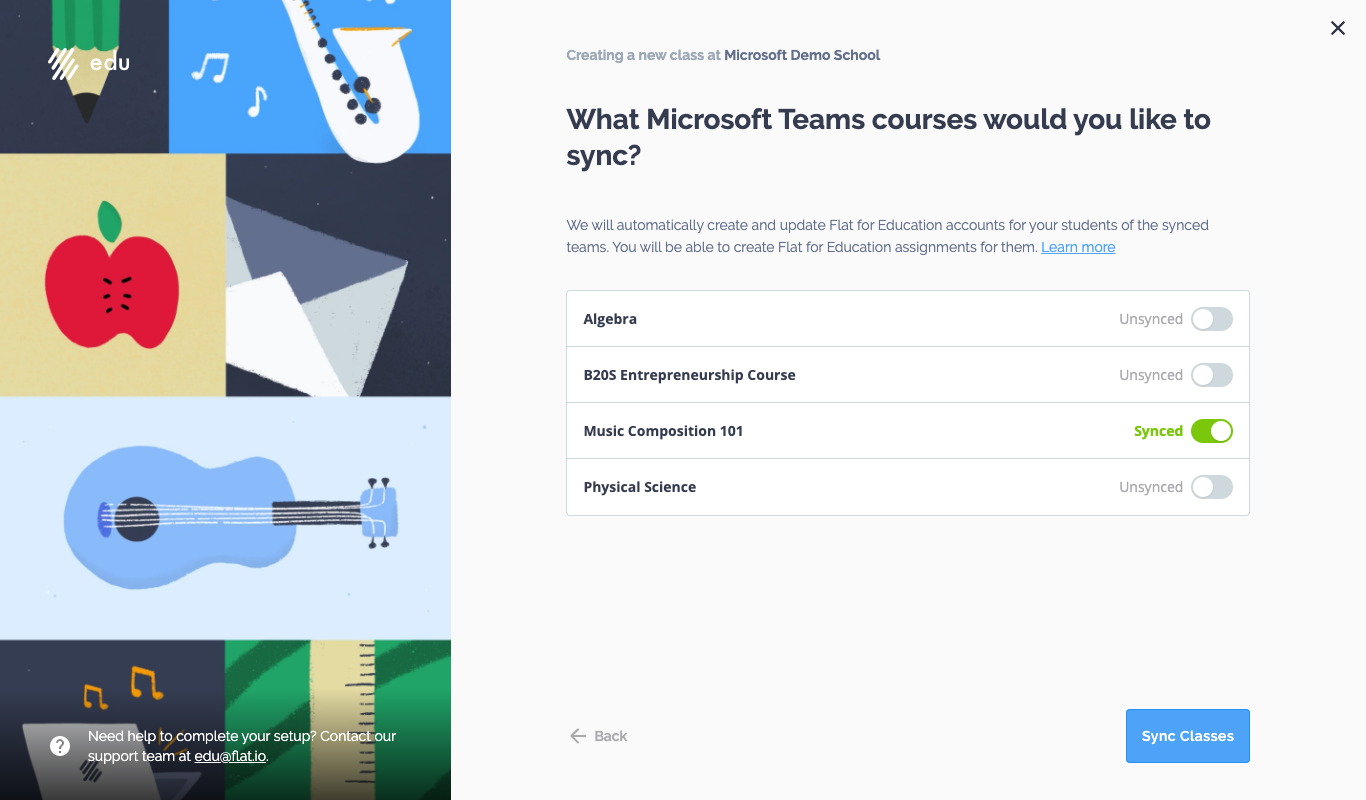 edu
Creating a new class at Microsoft Demo School
What Microsoft Teams courses would you like to
sync?
We will automatically create and update Flat for Education accounts for your students of the synced
teams. You will be able to create Flat for Education assignments for them. Learn more
Algebra Unsynced
B20S Entrepreneurship Course Unsynced
Music Composition 101 Synced
Physical Science Unsynced
Need help to complete your setup? Contact our
support team at edu@flat.io.
Back
Sync Classes